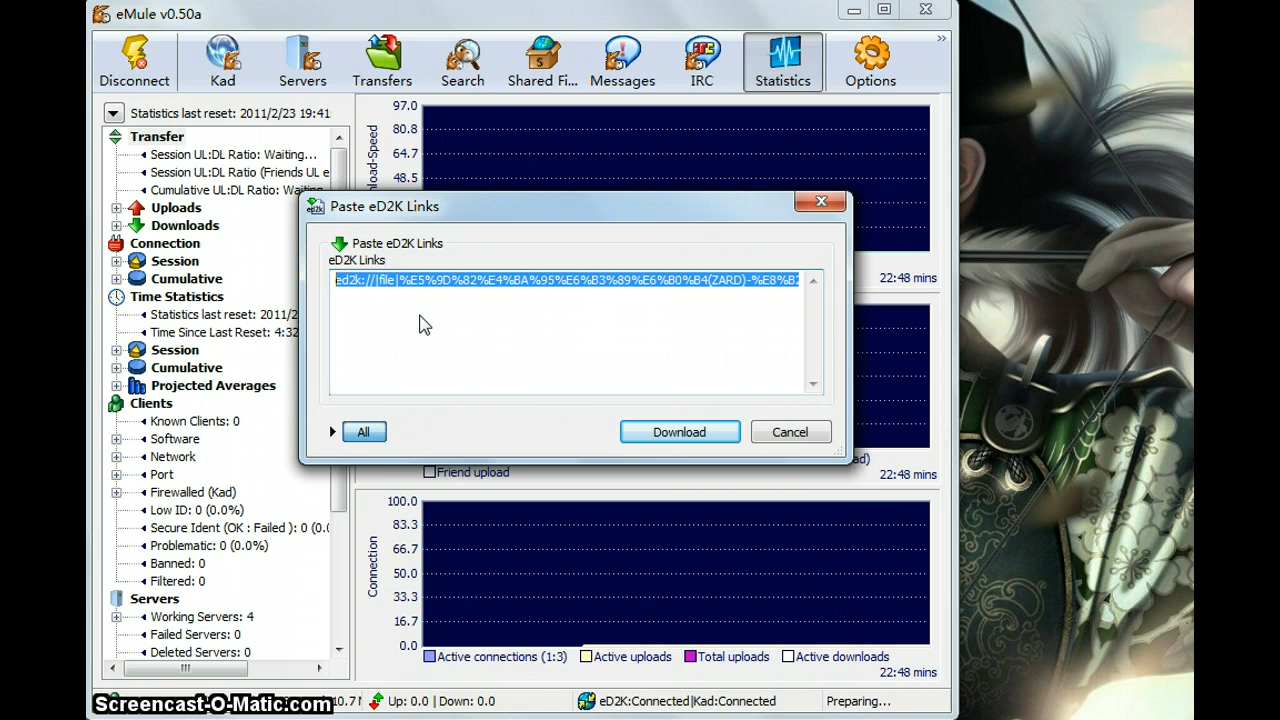 eMule v0.50a
Disconnect Kad Servers Transfers Search Shared Fi... Messages IRC Statistics Options »
Statistics last reset: 2011/2/23 19:41
Transfer
Session UL:DL Ratio: Waiting...
Session UL:DL Ratio (Friends UL e
Cumulative UL:DL Ratio: Waiting
Uploads
Downloads
Connection
Session
Cumulative
Time Statistics
Statistics last reset: 2011/2
Time Since Last Reset: 4:32
Session
Cumulative
Projected Averages
Clients
Known Clients: 0
Software
Network
Port
Firewalled (Kad)
Low ID: 0 (0.0%)
Secure Ident (OK : Failed ): 0 (0.0
Problematic: 0 (0.0%)
Banned: 0
Filtered: 0
Servers
Working Servers: 4
Failed Servers: 0
Deleted Servers: 0
97.0
80.8
64.7
48.5
nload-Speed
22:48 mins
Paste eD2K Links
Paste eD2K Links
eD2K Links
ed2k://|file|%E5%9D%82%E4%BA%95%E6%B3%89%E6%B0%B4(ZARD)-%E8%B2
All
Download
Cancel
ad)
Friend upload
22:48 mins
100.0
83.3
66.7
50.0
33.3
16.7
0.0
Connection
Active connections (1:3) Active uploads Total uploads Active downloads
22:48 mins
10.7 M
Up: 0.0 | Down: 0.0
eD2K:Connected|Kad:Connected
Preparing...
Screencast-O-Matic.com